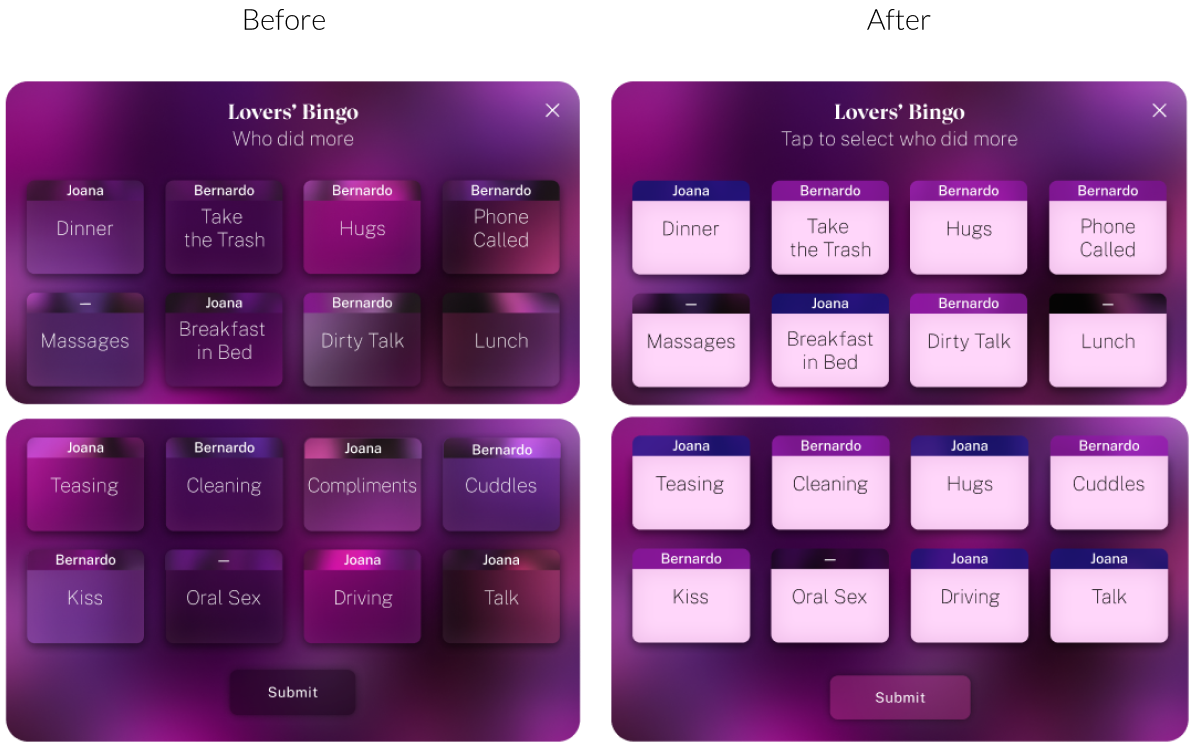 Before
After
Lovers’ Bingo
Who did more
Joana
Bernardo
Bernardo
Bernardo
Dinner
Take
the Trash
Hugs
Phone
Called
—
Joana
Bernardo
Massages
Breakfast
in Bed
Dirty Talk
Lunch
Joana
Bernardo
Joana
Bernardo
Teasing
Cleaning
Compliments
Cuddles
Bernardo
—
Joana
Joana
Kiss
Oral Sex
Driving
Talk
Submit
Lovers’ Bingo
Tap to select who did more
Joana
Bernardo
Bernardo
Bernardo
Dinner
Take
the Trash
Hugs
Phone
Called
—
Joana
Bernardo
—
Massages
Breakfast
in Bed
Dirty Talk
Lunch
Joana
Bernardo
Joana
Bernardo
Teasing
Cleaning
Hugs
Cuddles
Bernardo
—
Joana
Joana
Kiss
Oral Sex
Driving
Talk
Submit